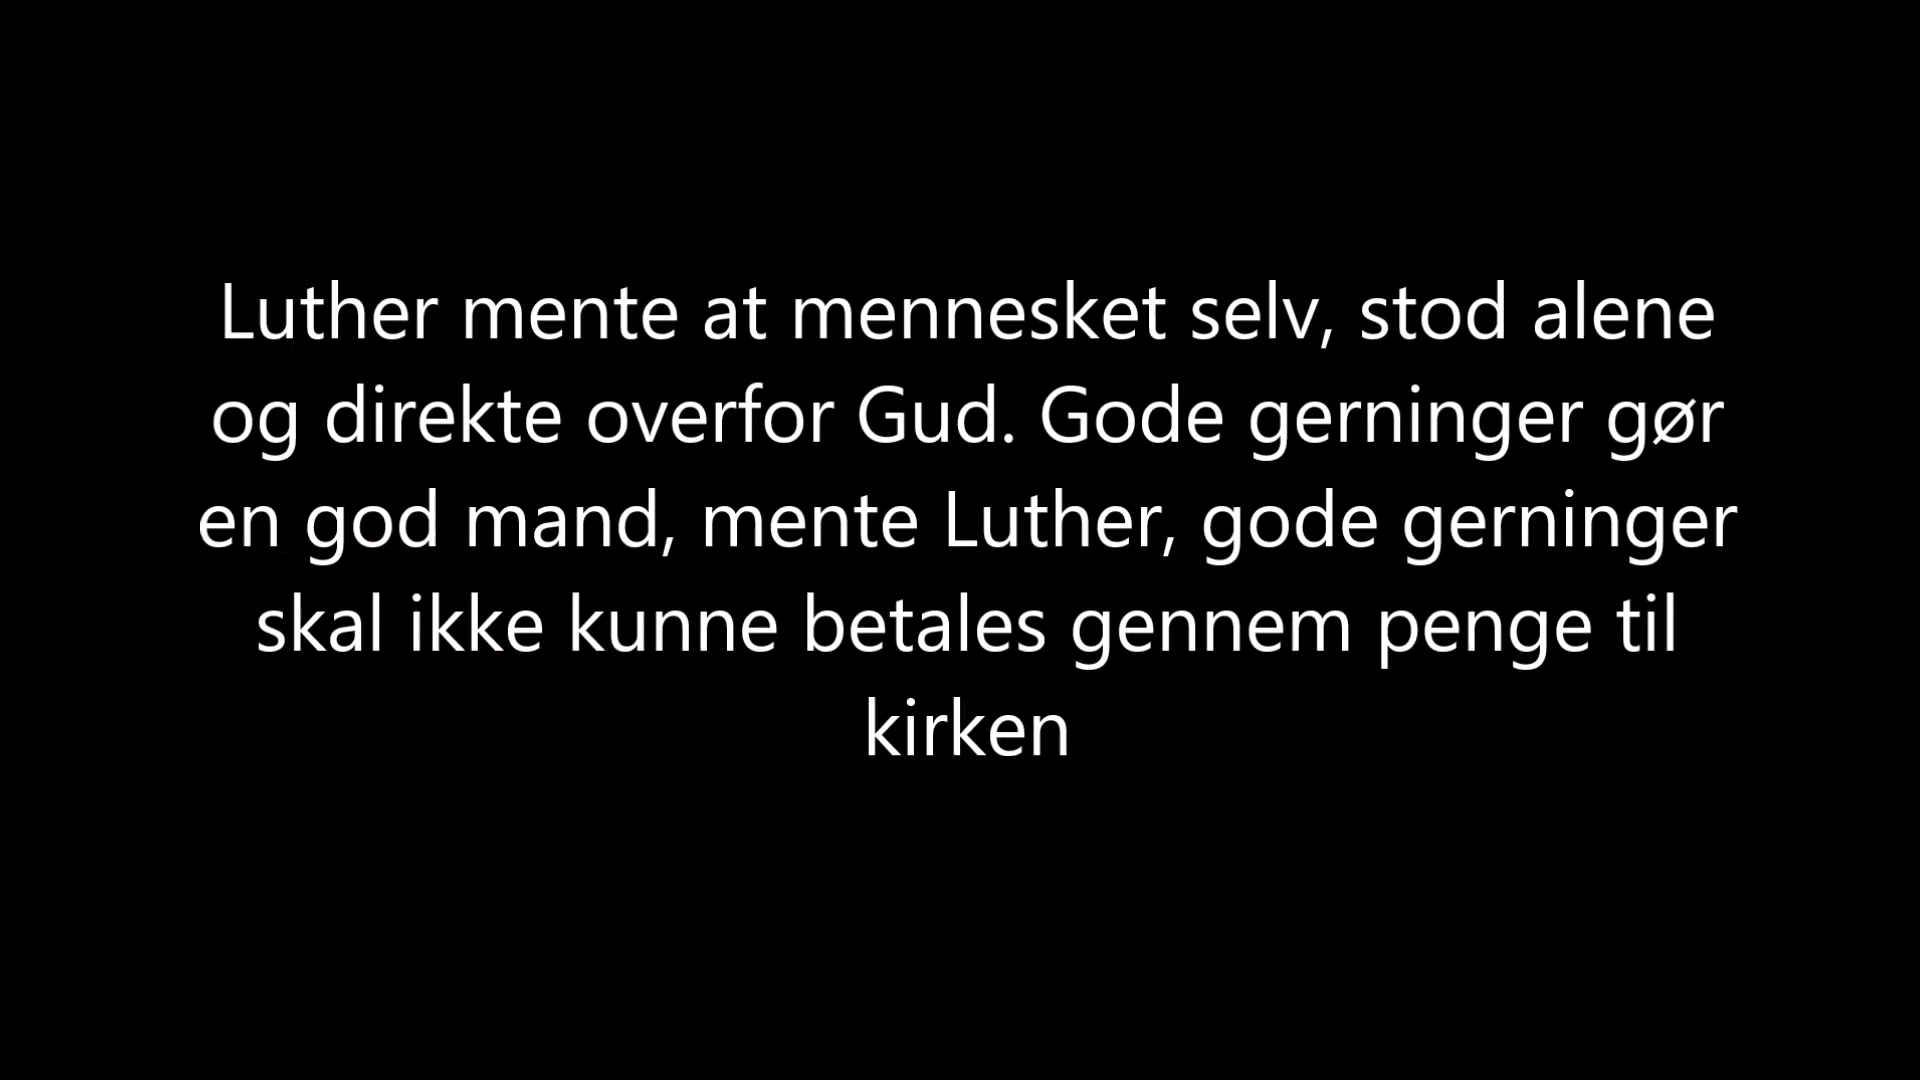 Luther mente at mennesket selv, stod alene
og direkte overfor Gud. Gode gerninger gør
en god mand, mente Luther, gode gerninger
skal ikke kunne betales gennem penge til
kirken